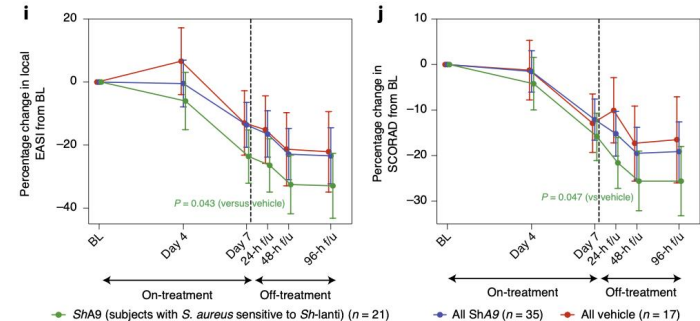 i
20
0
−20
−40
Percentage change in local
EASI from BL
P = 0.043 (versus vehicle)
BL
Day 4
Day 7
24-h f/u
48-h f/u
96-h f/u
On-treatment
Off-treatment
j
10
0
−10
−20
−30
Percentage change in
SCORAD from BL
P = 0.047 (vs vehicle)
BL
Day 4
Day 7
24-h f/u
48-h f/u
96-h f/u
On-treatment
Off-treatment
ShA9 (subjects with S. aureus sensitive to Sh-lanti) (n = 21)
All ShA9 (n = 35)
All vehicle (n = 17)